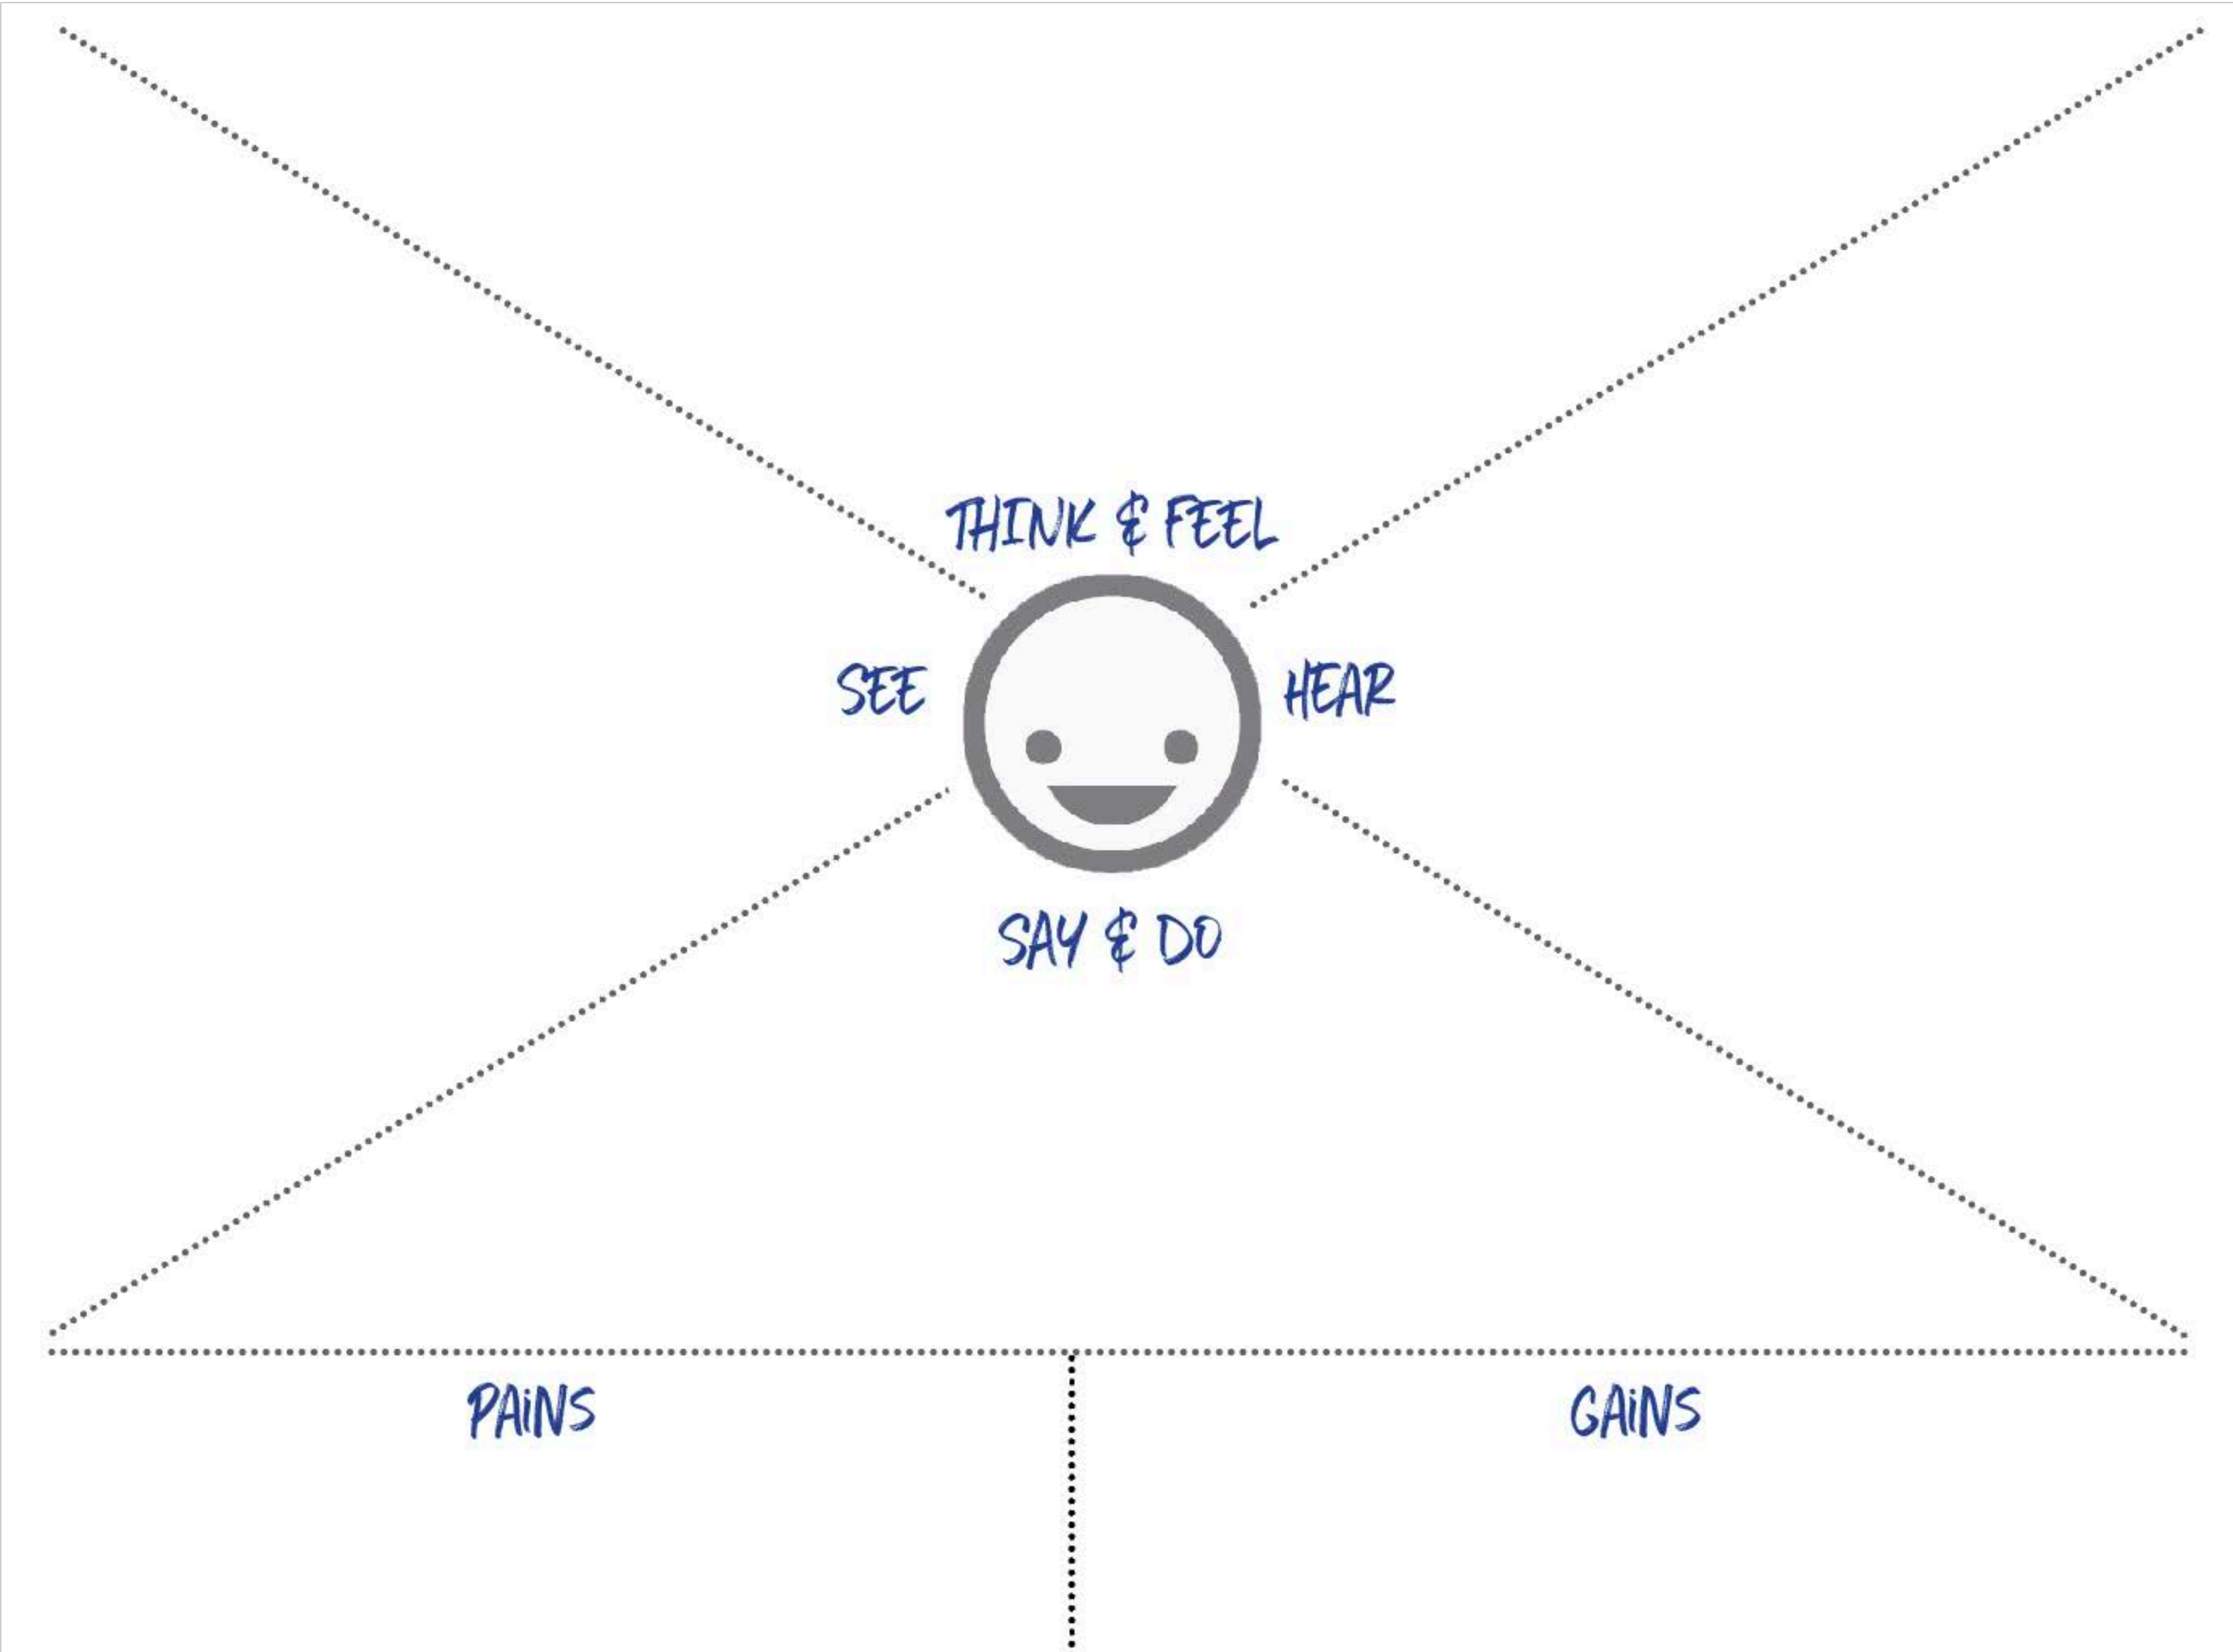 THINK & FEEL
SEE
HEAR
SAY & DO
PAiNS
GAiNS